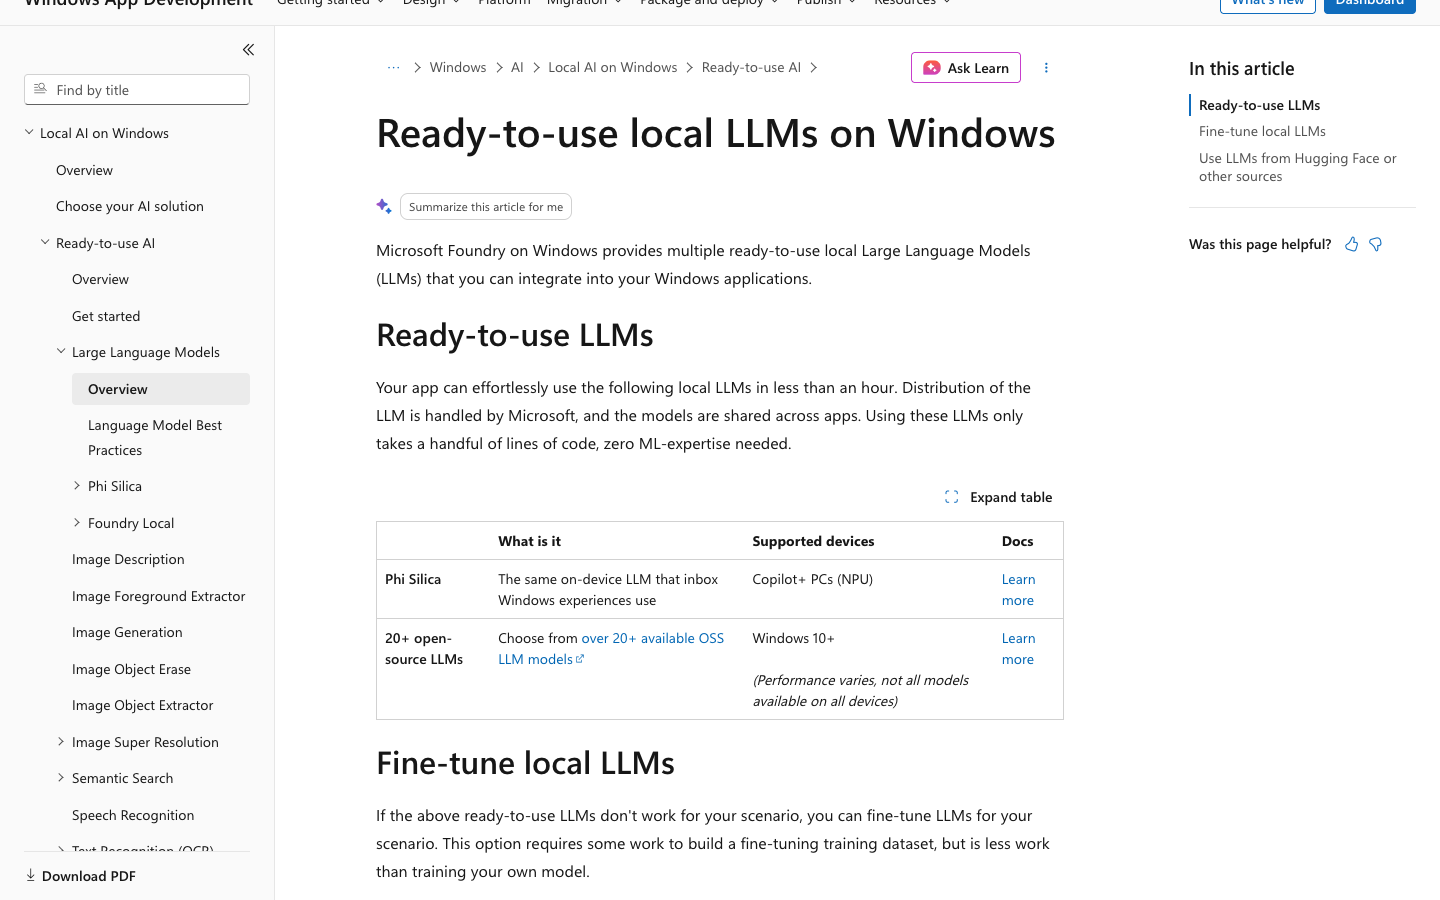 Windows App Development
Getting started
Design
Platform
Migration
Package and deploy
Publish
Resources
What's new
Dashboard
Find by title
Local AI on Windows
Overview
Choose your AI solution
Ready-to-use AI
Overview
Get started
Large Language Models
Overview
Language Model Best
Practices
Phi Silica
Foundry Local
Image Description
Image Foreground Extractor
Image Generation
Image Object Erase
Image Object Extractor
Image Super Resolution
Semantic Search
Speech Recognition
Text Recognition (OCR)
Download PDF
··· Windows AI Local AI on Windows Ready-to-use AI
Ask Learn
Ready-to-use local LLMs on Windows
Summarize this article for me
Microsoft Foundry on Windows provides multiple ready-to-use local Large Language Models
(LLMs) that you can integrate into your Windows applications.
Ready-to-use LLMs
Your app can effortlessly use the following local LLMs in less than an hour. Distribution of the
LLM is handled by Microsoft, and the models are shared across apps. Using these LLMs only
takes a handful of lines of code, zero ML-expertise needed.
Expand table
What is it
Supported devices
Docs
Phi Silica
The same on-device LLM that inbox
Windows experiences use
Copilot+ PCs (NPU)
Learn
more
20+ open-
source LLMs
Choose from over 20+ available OSS
LLM models
Windows 10+
(Performance varies, not all models
available on all devices)
Learn
more
Fine-tune local LLMs
If the above ready-to-use LLMs don't work for your scenario, you can fine-tune LLMs for your
scenario. This option requires some work to build a fine-tuning training dataset, but is less work
than training your own model.
In this article
Ready-to-use LLMs
Fine-tune local LLMs
Use LLMs from Hugging Face or
other sources
Was this page helpful?